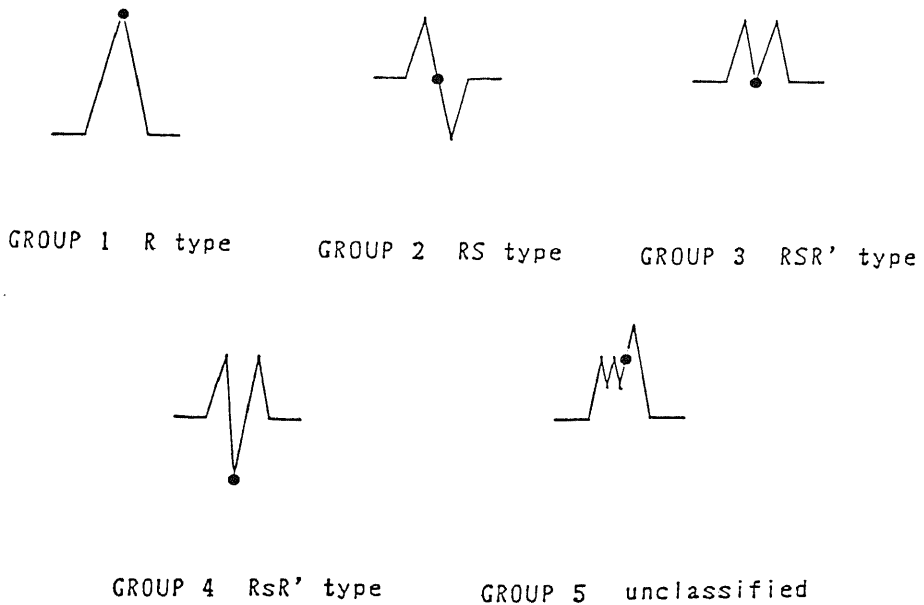 GROUP 1 R type
GROUP 2 RS type
GROUP 3 RSR' type
GROUP 4 RsR' type
GROUP 5 unclassified